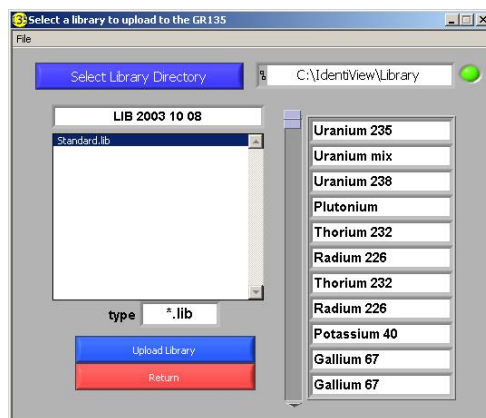 Select a library to upload to the GR135
File
Select Library Directory
C:\IdentiView\Library
LIB 2003 10 08
Standard.lib
type *.lib
Upload Library
Return
Uranium 235
Uranium mix
Uranium 238
Plutonium
Thorium 232
Radium 226
Thorium 232
Radium 226
Potassium 40
Gallium 67
Gallium 67